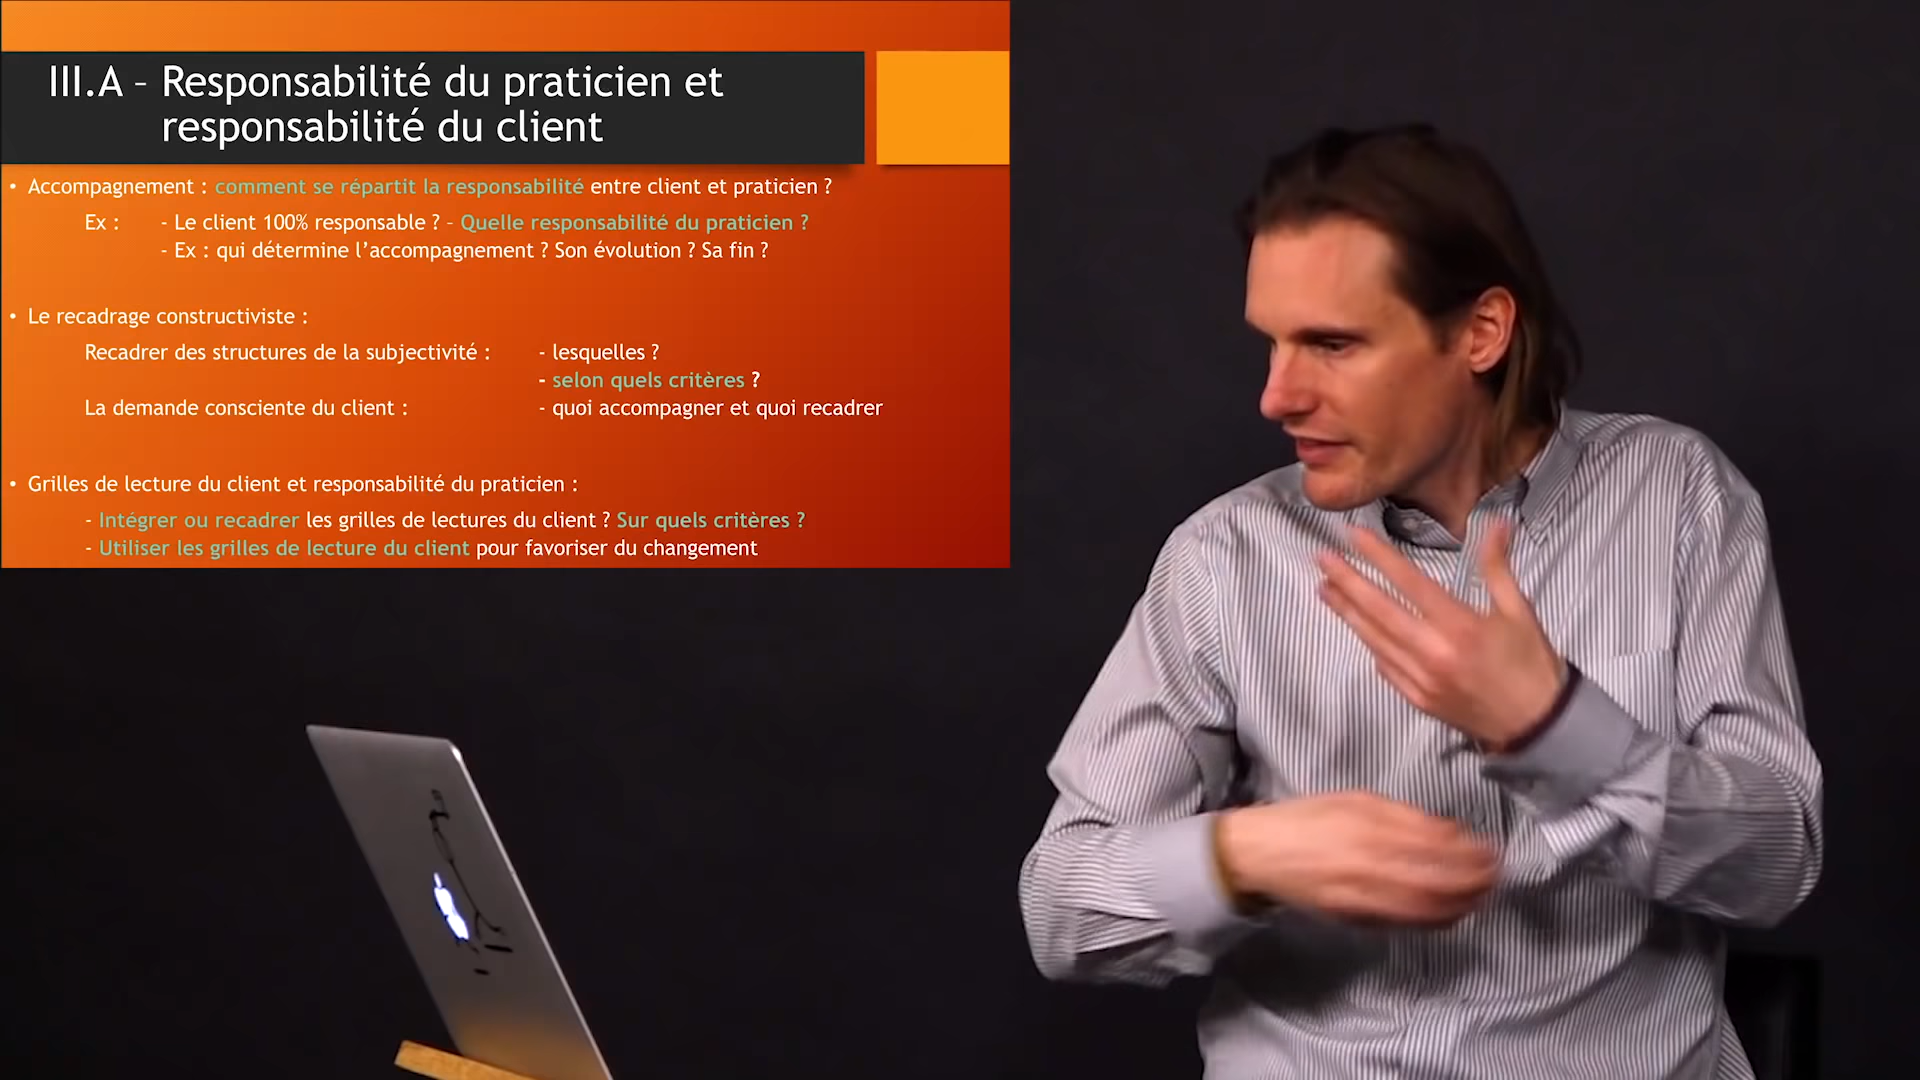 III.A – Responsabilité du praticien et
responsabilité du client
• Accompagnement : comment se répartit la responsabilité entre client et praticien ?
Ex : - Le client 100% responsable ? – Quelle responsabilité du praticien ?
- Ex : qui détermine l’accompagnement ? Son évolution ? Sa fin ?
• Le recadrage constructiviste :
Recadrer des structures de la subjectivité : - lesquelles ?
- selon quels critères ?
La demande consciente du client : - quoi accompagner et quoi recadrer
• Grilles de lecture du client et responsabilité du praticien :
- Intégrer ou recadrer les grilles de lectures du client ? Sur quels critères ?
- Utiliser les grilles de lecture du client pour favoriser du changement